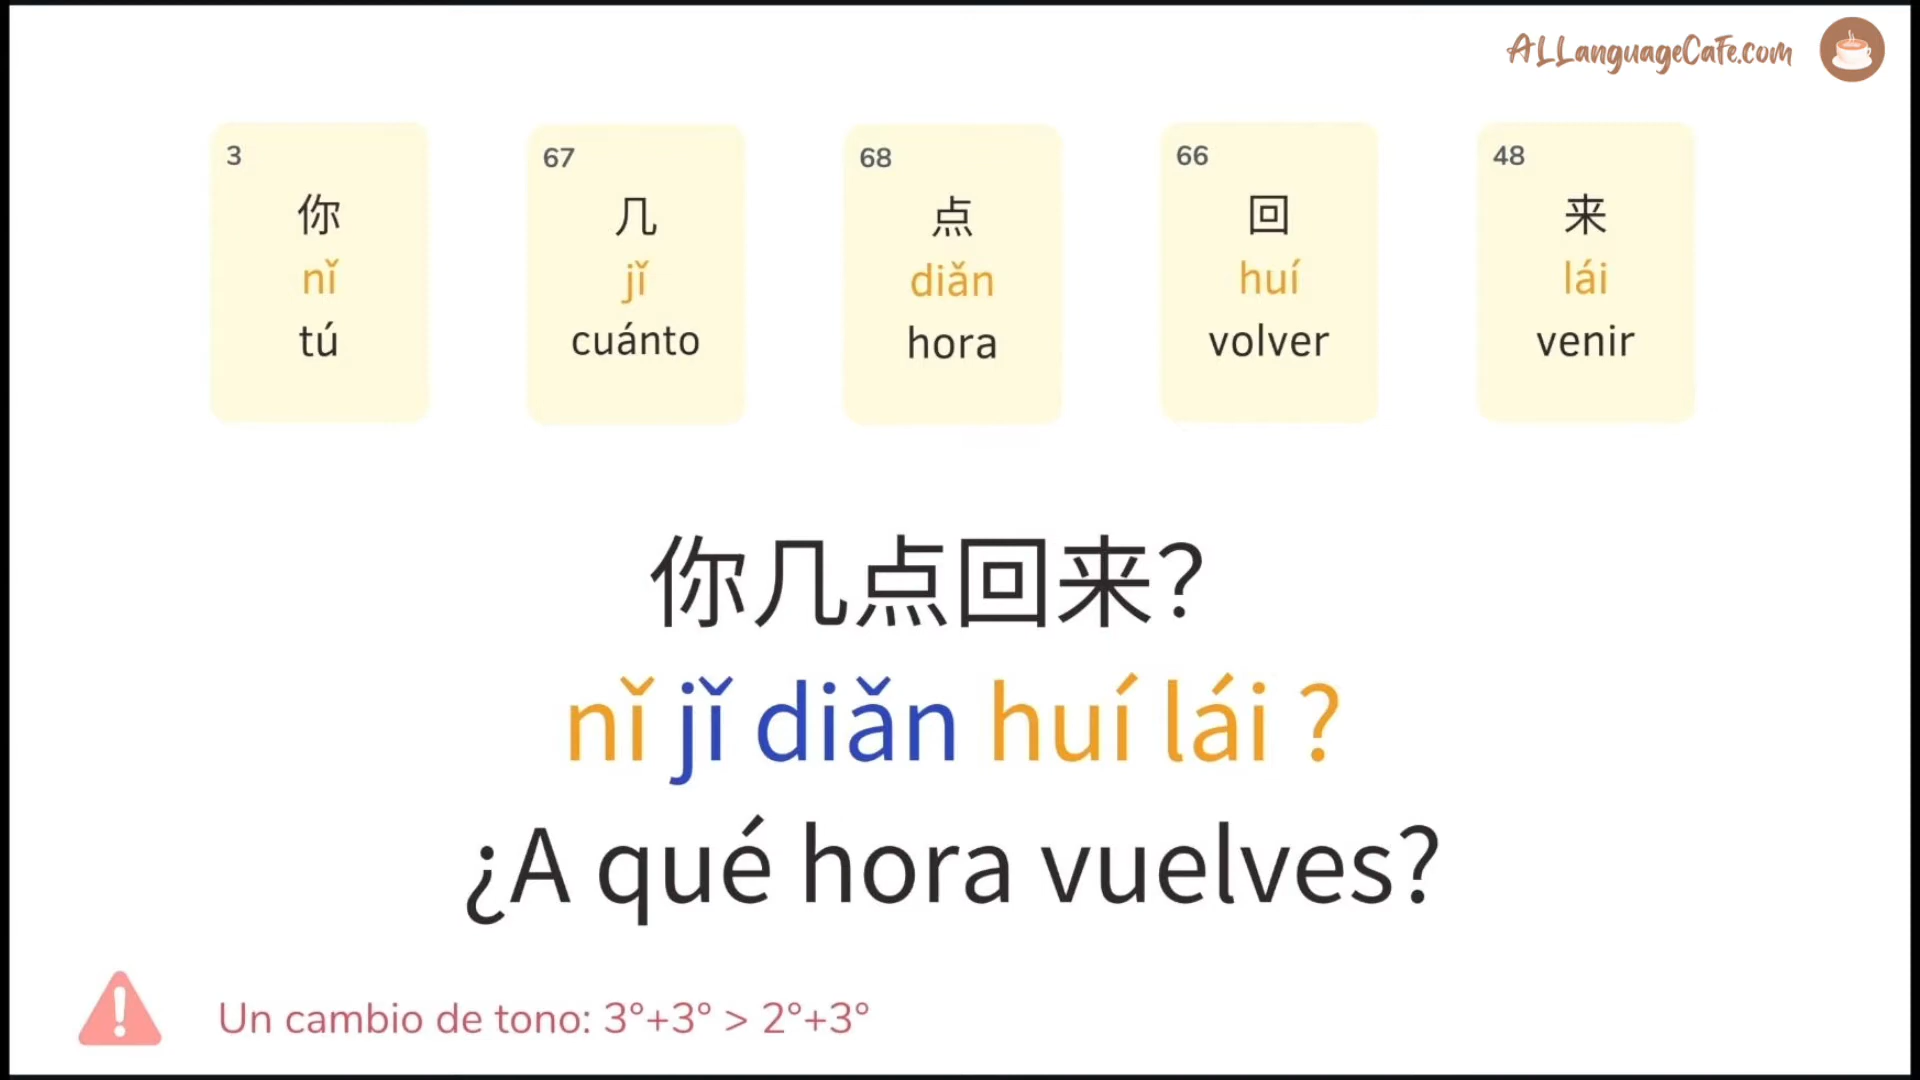 ALLanguageCafe.com
3
你
nǐ
tú
67
几
jǐ
cuánto
68
点
diǎn
hora
66
回
huí
volver
48
来
lái
venir
你几点回来？
nǐ jǐ diǎn huí lái ?
¿A qué hora vuelves?
Un cambio de tono: 3°+3° > 2°+3°